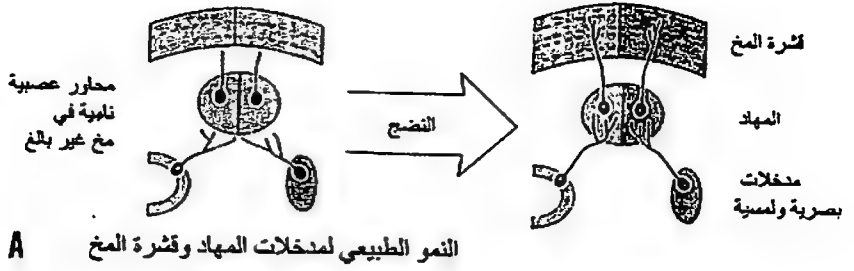 محاور عصبية
نامية في
مخ غير بالغ
النضج
قشرة المخ
المهاد
مدخلات
بصرية ولمسية
A النمو الطبيعي لمدخلات المهاد وقشرة المخ